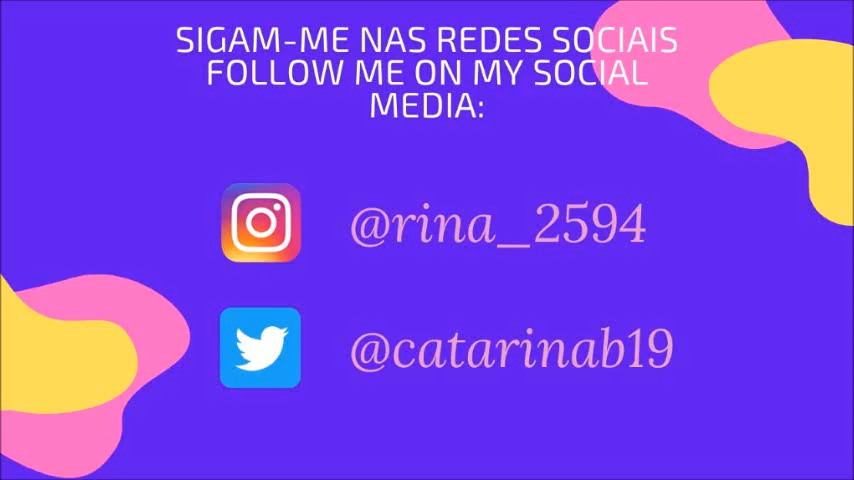 SIGAM-ME NAS REDES SOCIAIS
FOLLOW ME ON MY SOCIAL
MEDIA:
@rina_2594
@catarinab19